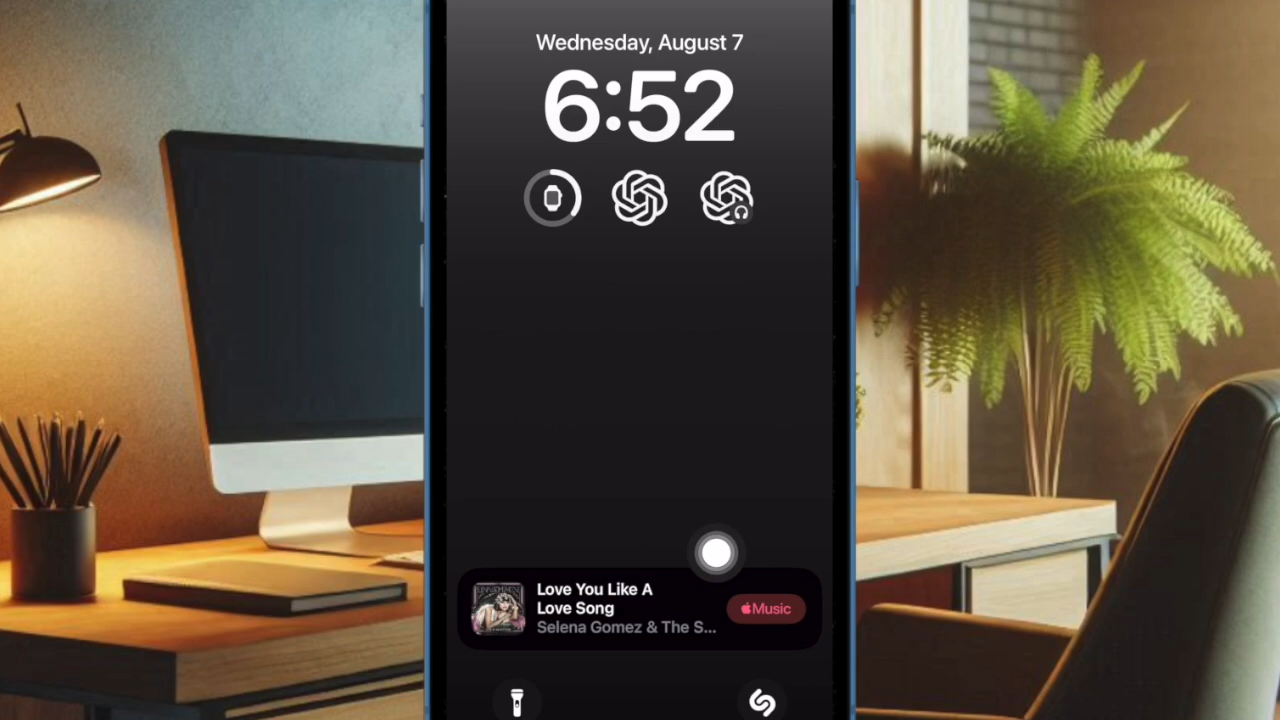 Wednesday, August 7
6:52
Love You Like A
Love Song
Selena Gomez & The S...
Music